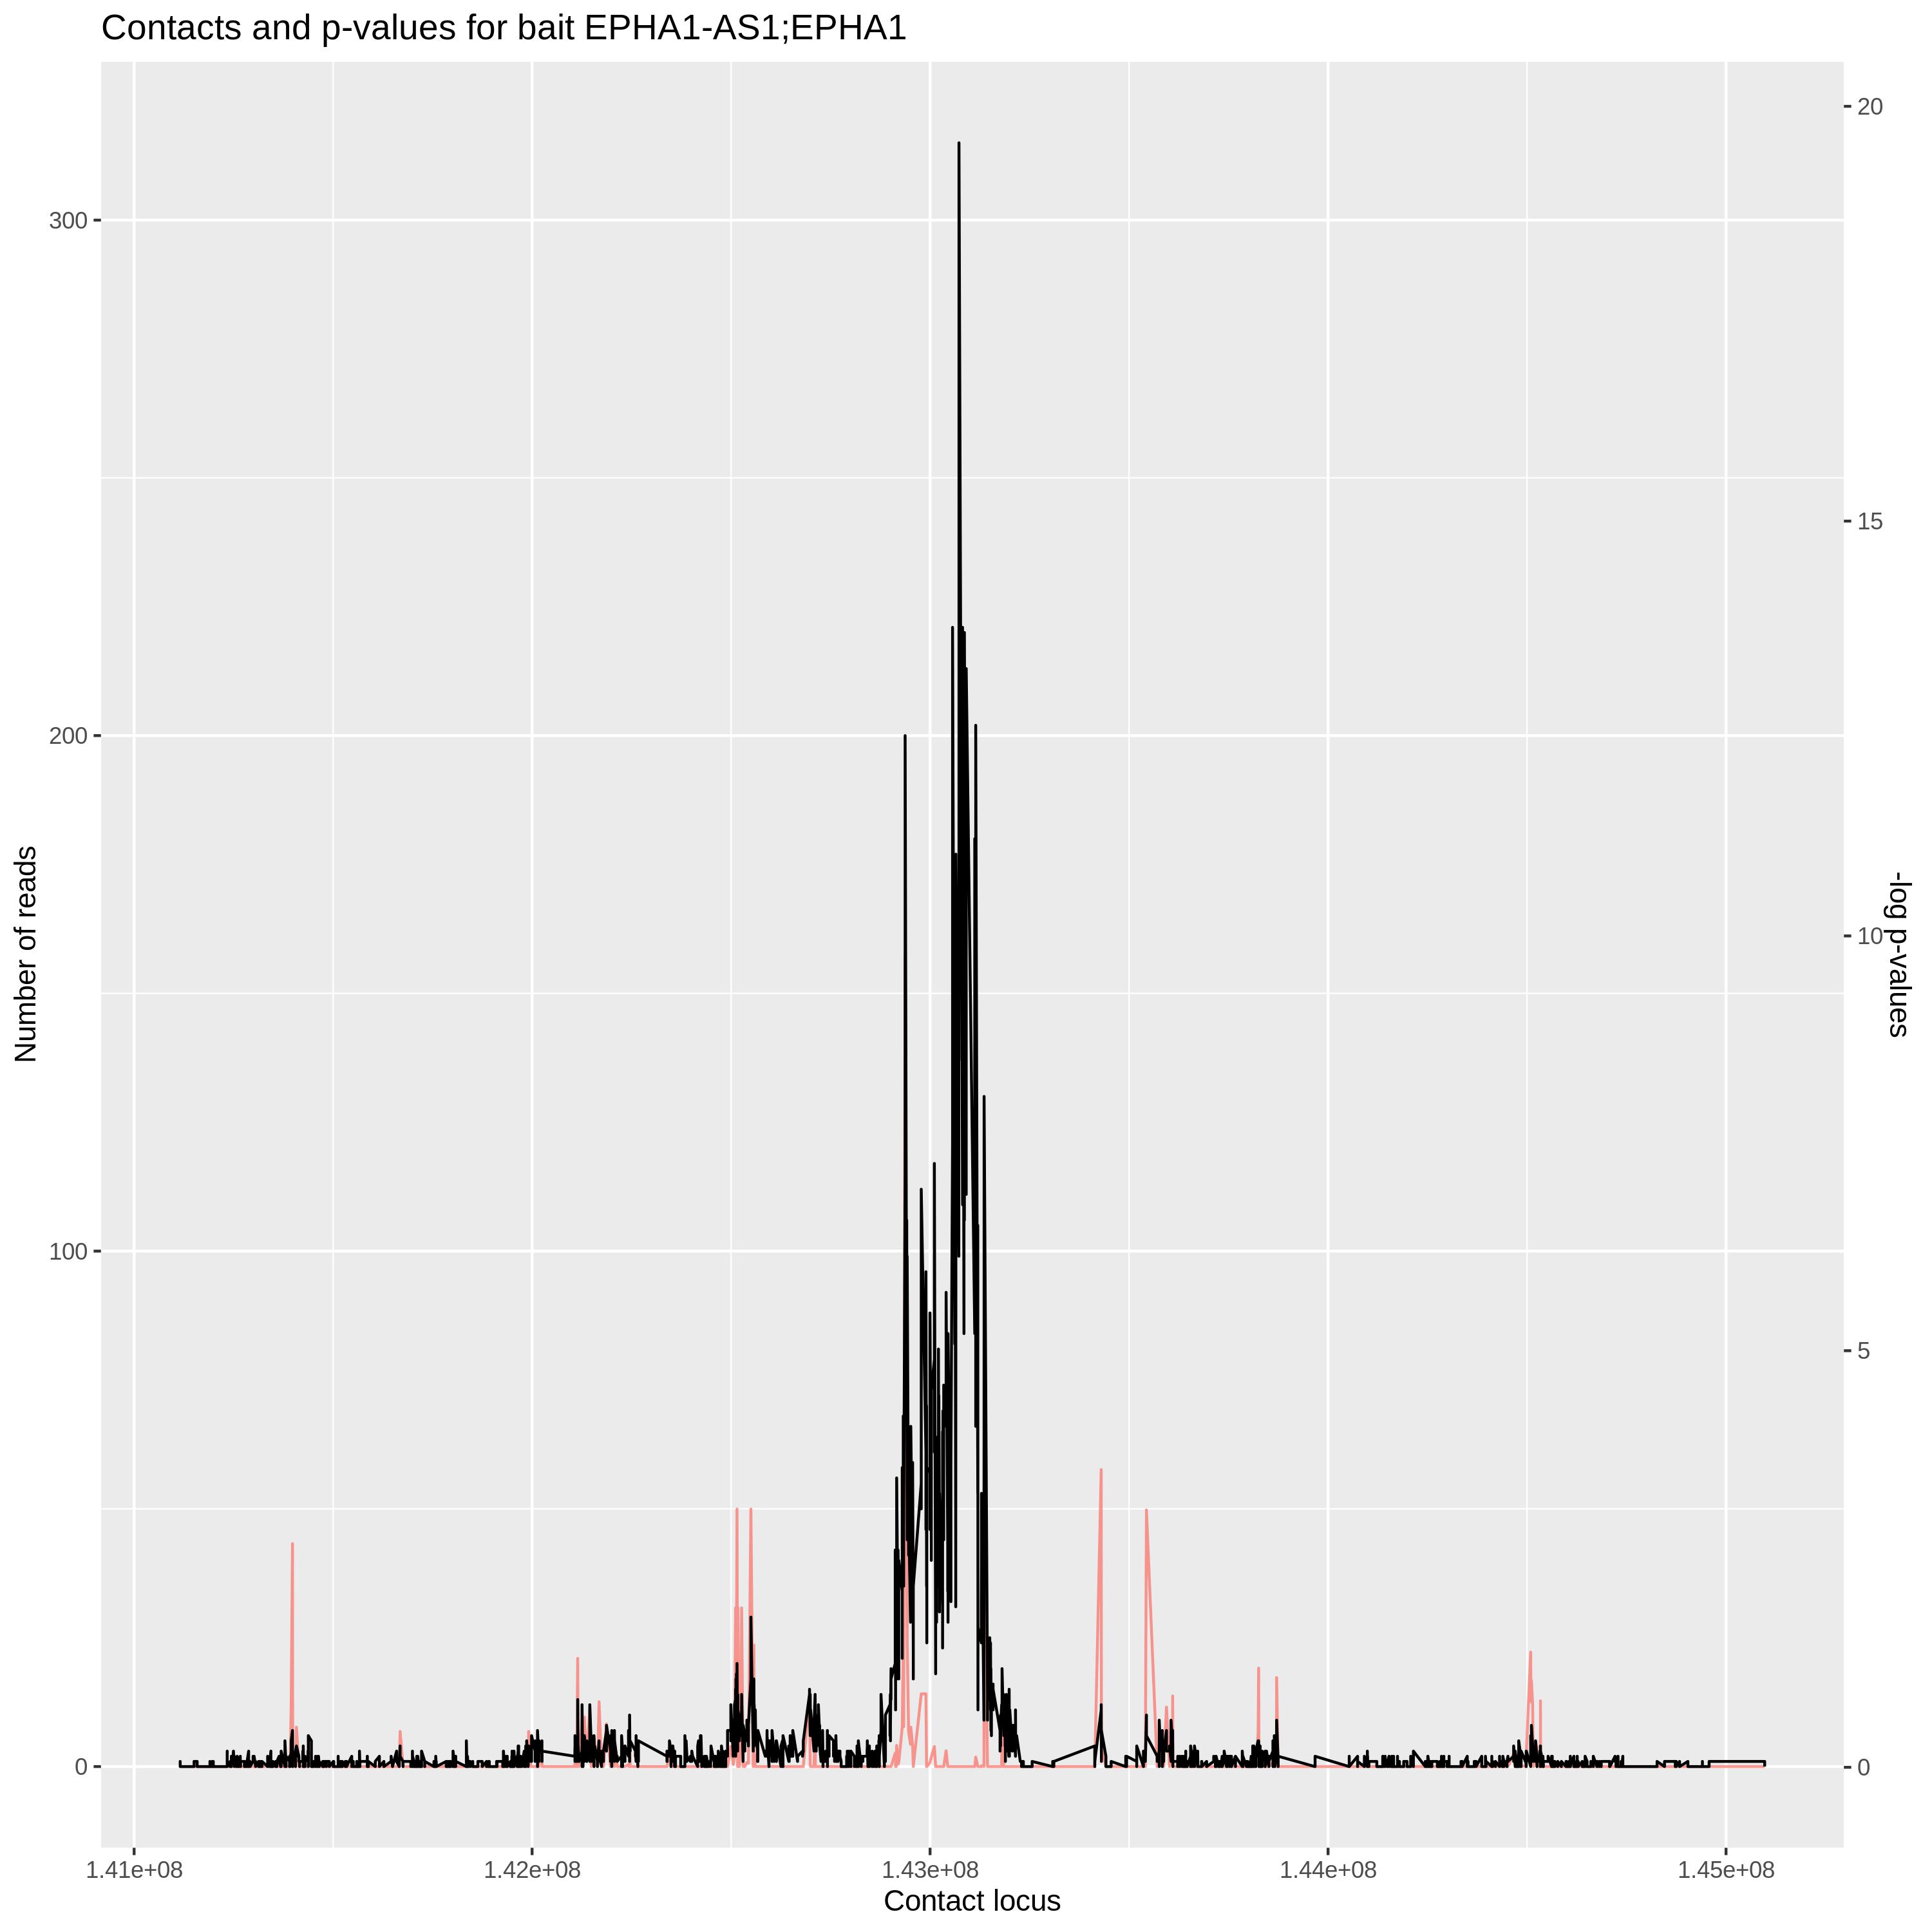 Contacts and p-values for bait EPHA1-AS1;EPHA1
300
200
100
0
Number of reads
20
15
10
5
0
-log p-values
1.41e+08 1.42e+08 1.43e+08 1.44e+08 1.45e+08
Contact locus